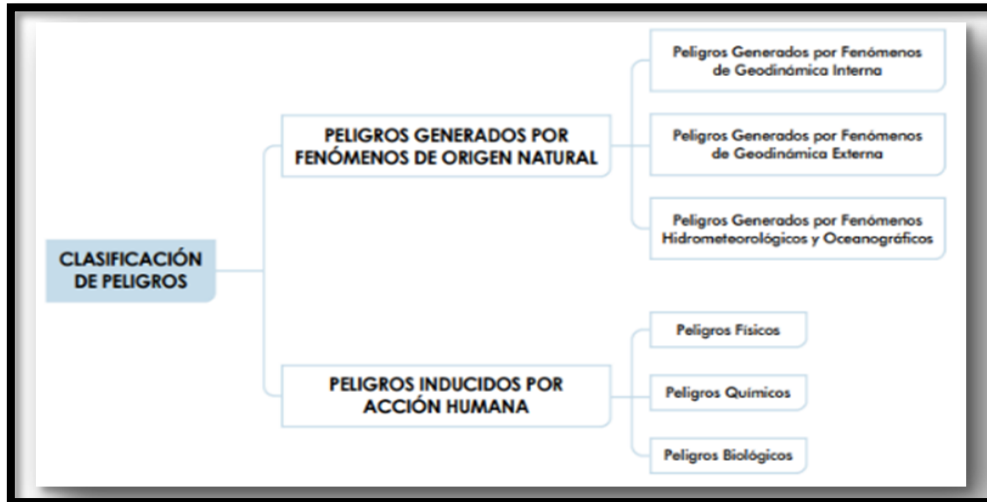 CLASIFICACIÓN
DE PELIGROS
PELIGROS GENERADOS POR
FENÓMENOS DE ORIGEN NATURAL
Peligros Generados por Fenómenos
de Geodinámica Interna
Peligros Generados por Fenómenos
de Geodinámica Externa
Peligros Generados por Fenómenos
Hidrometeorológicos y Oceanográficos
PELIGROS INDUCIDOS POR
ACCIÓN HUMANA
Peligros Físicos
Peligros Químicos
Peligros Biológicos